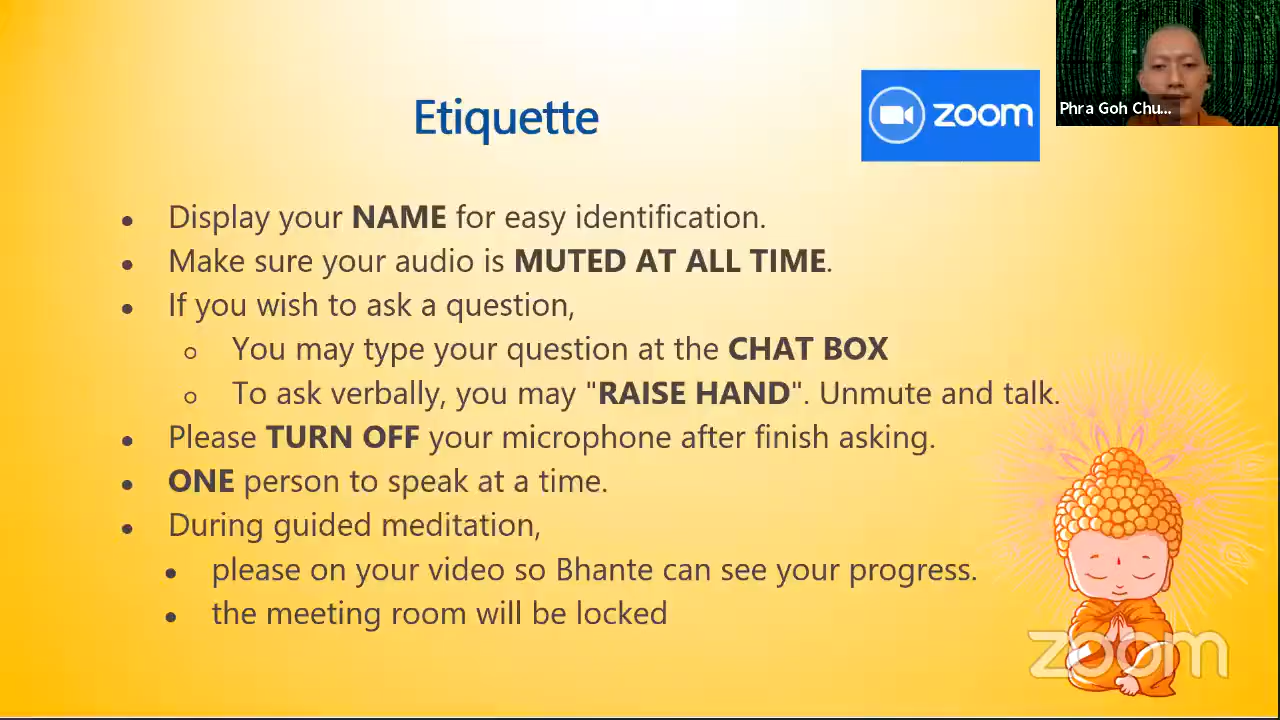 Etiquette
zoom
Phra Goh Chu...
• Display your NAME for easy identification.
• Make sure your audio is MUTED AT ALL TIME.
• If you wish to ask a question,
○ You may type your question at the CHAT BOX
○ To ask verbally, you may "RAISE HAND". Unmute and talk.
• Please TURN OFF your microphone after finish asking.
• ONE person to speak at a time.
• During guided meditation,
• please on your video so Bhante can see your progress.
• the meeting room will be locked
zoom